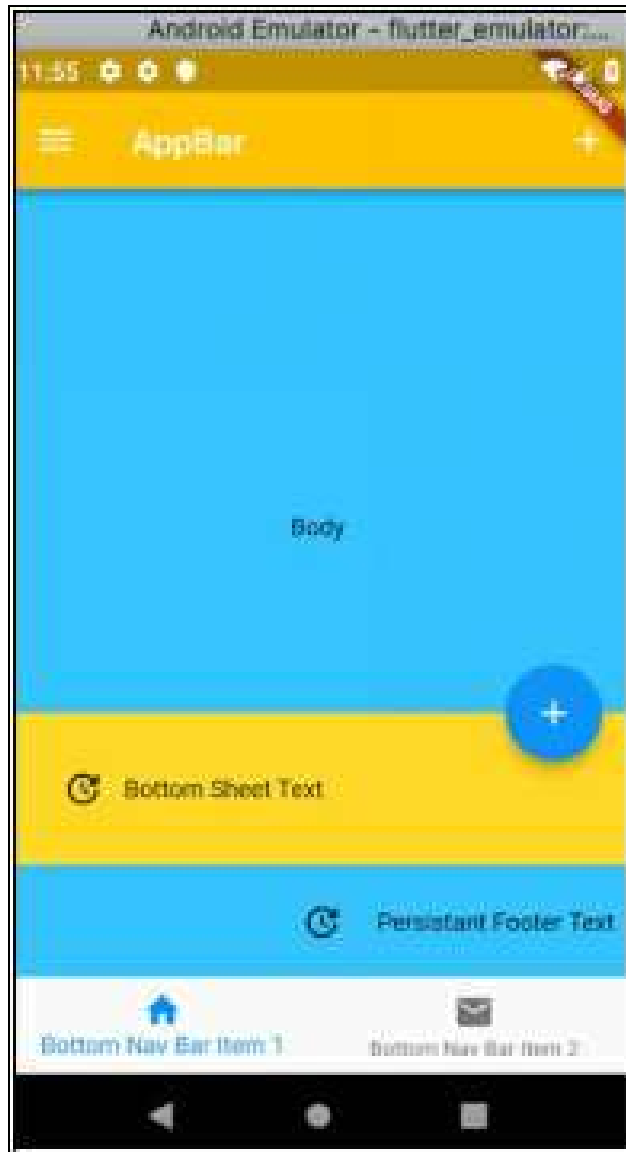 Android Emulator - flutter_emulator:...
11:55
AppBar
Body
Bottom Sheet Text
Persistant Footer Text
Bottom Nav Bar Item 1
Bottom Nav Bar Item 2